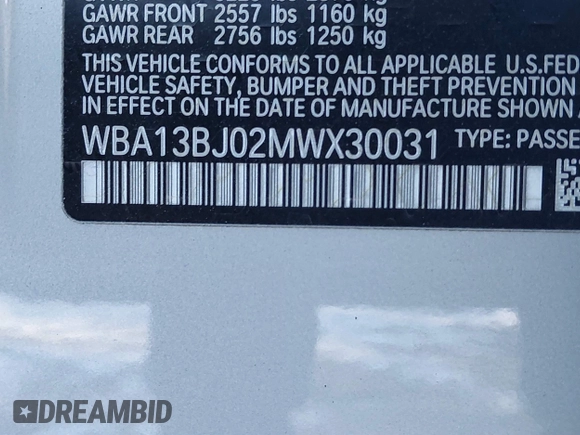 GAWR FRONT 2557 lbs 1160 kg
GAWR REAR 2756 lbs 1250 kg
THIS VEHICLE CONFORMS TO ALL APPLICABLE U.S.FED
VEHICLE SAFETY, BUMPER AND THEFT PREVENTION
IN EFFECT ON THE DATE OF MANUFACTURE SHOWN A
WBA13BJ02MWX30031 TYPE: PASSE
DREAMBID